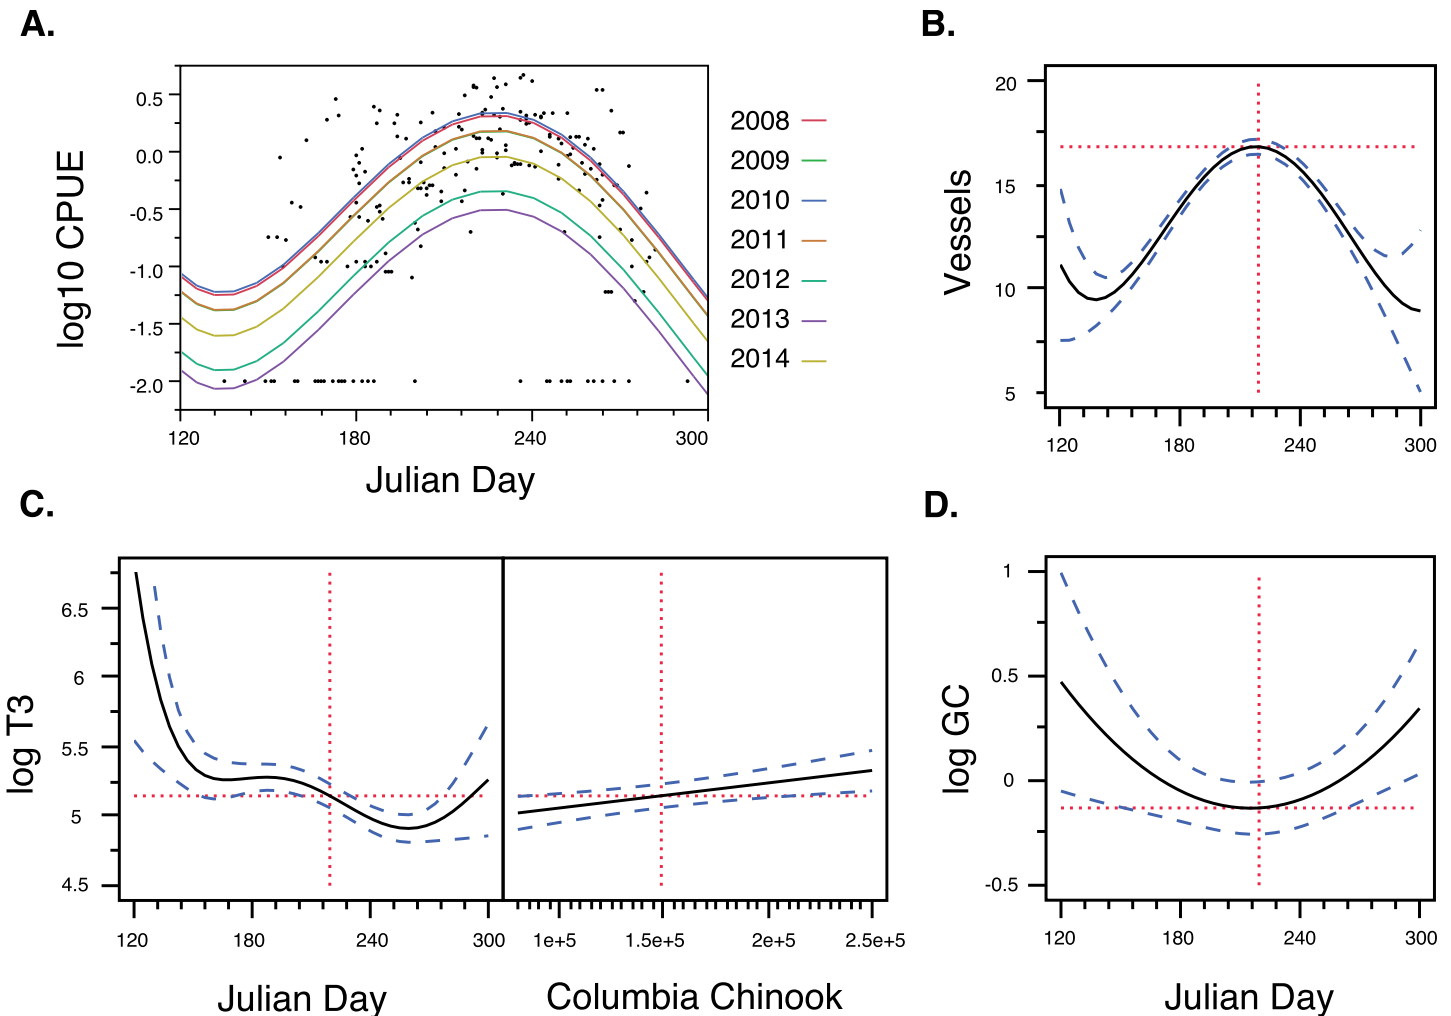 A.
log10 CPUE
0.5
0.0
-0.5
-1.0
-1.5
-2.0
120
180
240
300
Julian Day
2008
2009
2010
2011
2012
2013
2014
B.
Vessels
20
15
10
5
120
180
240
300
C.
log T3
6.5
6
5.5
5
4.5
120
180
240
300
Julian Day
1e+5
1.5e+5
2e+5
2.5e+5
Columbia Chinook
D.
log GC
1
0.5
0
-0.5
120
180
240
300
Julian Day